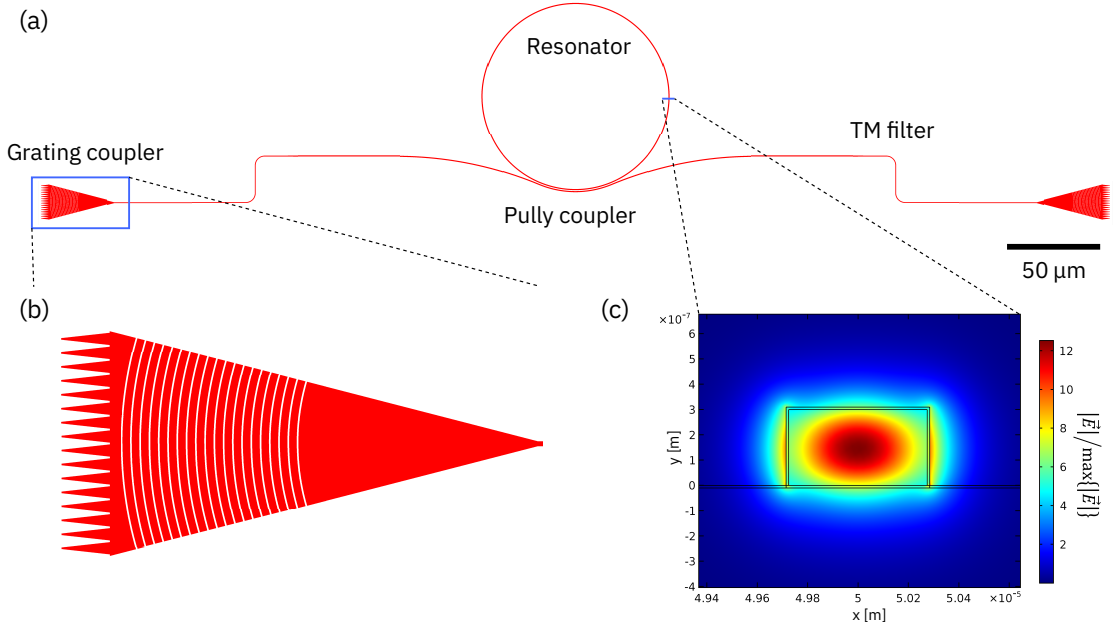 (a)
Resonator
TM filter
Grating coupler
Pully coupler
50 μm
(b)
(c)
×10⁻⁷
6
5
4
3
2
1
0
-1
-2
-3
-4
y [m]
4.94
4.96
4.98
5
5.02
5.04
×10⁻⁵
x [m]
12
10
8
6
4
2
|E⃗|/max{|E⃗|}